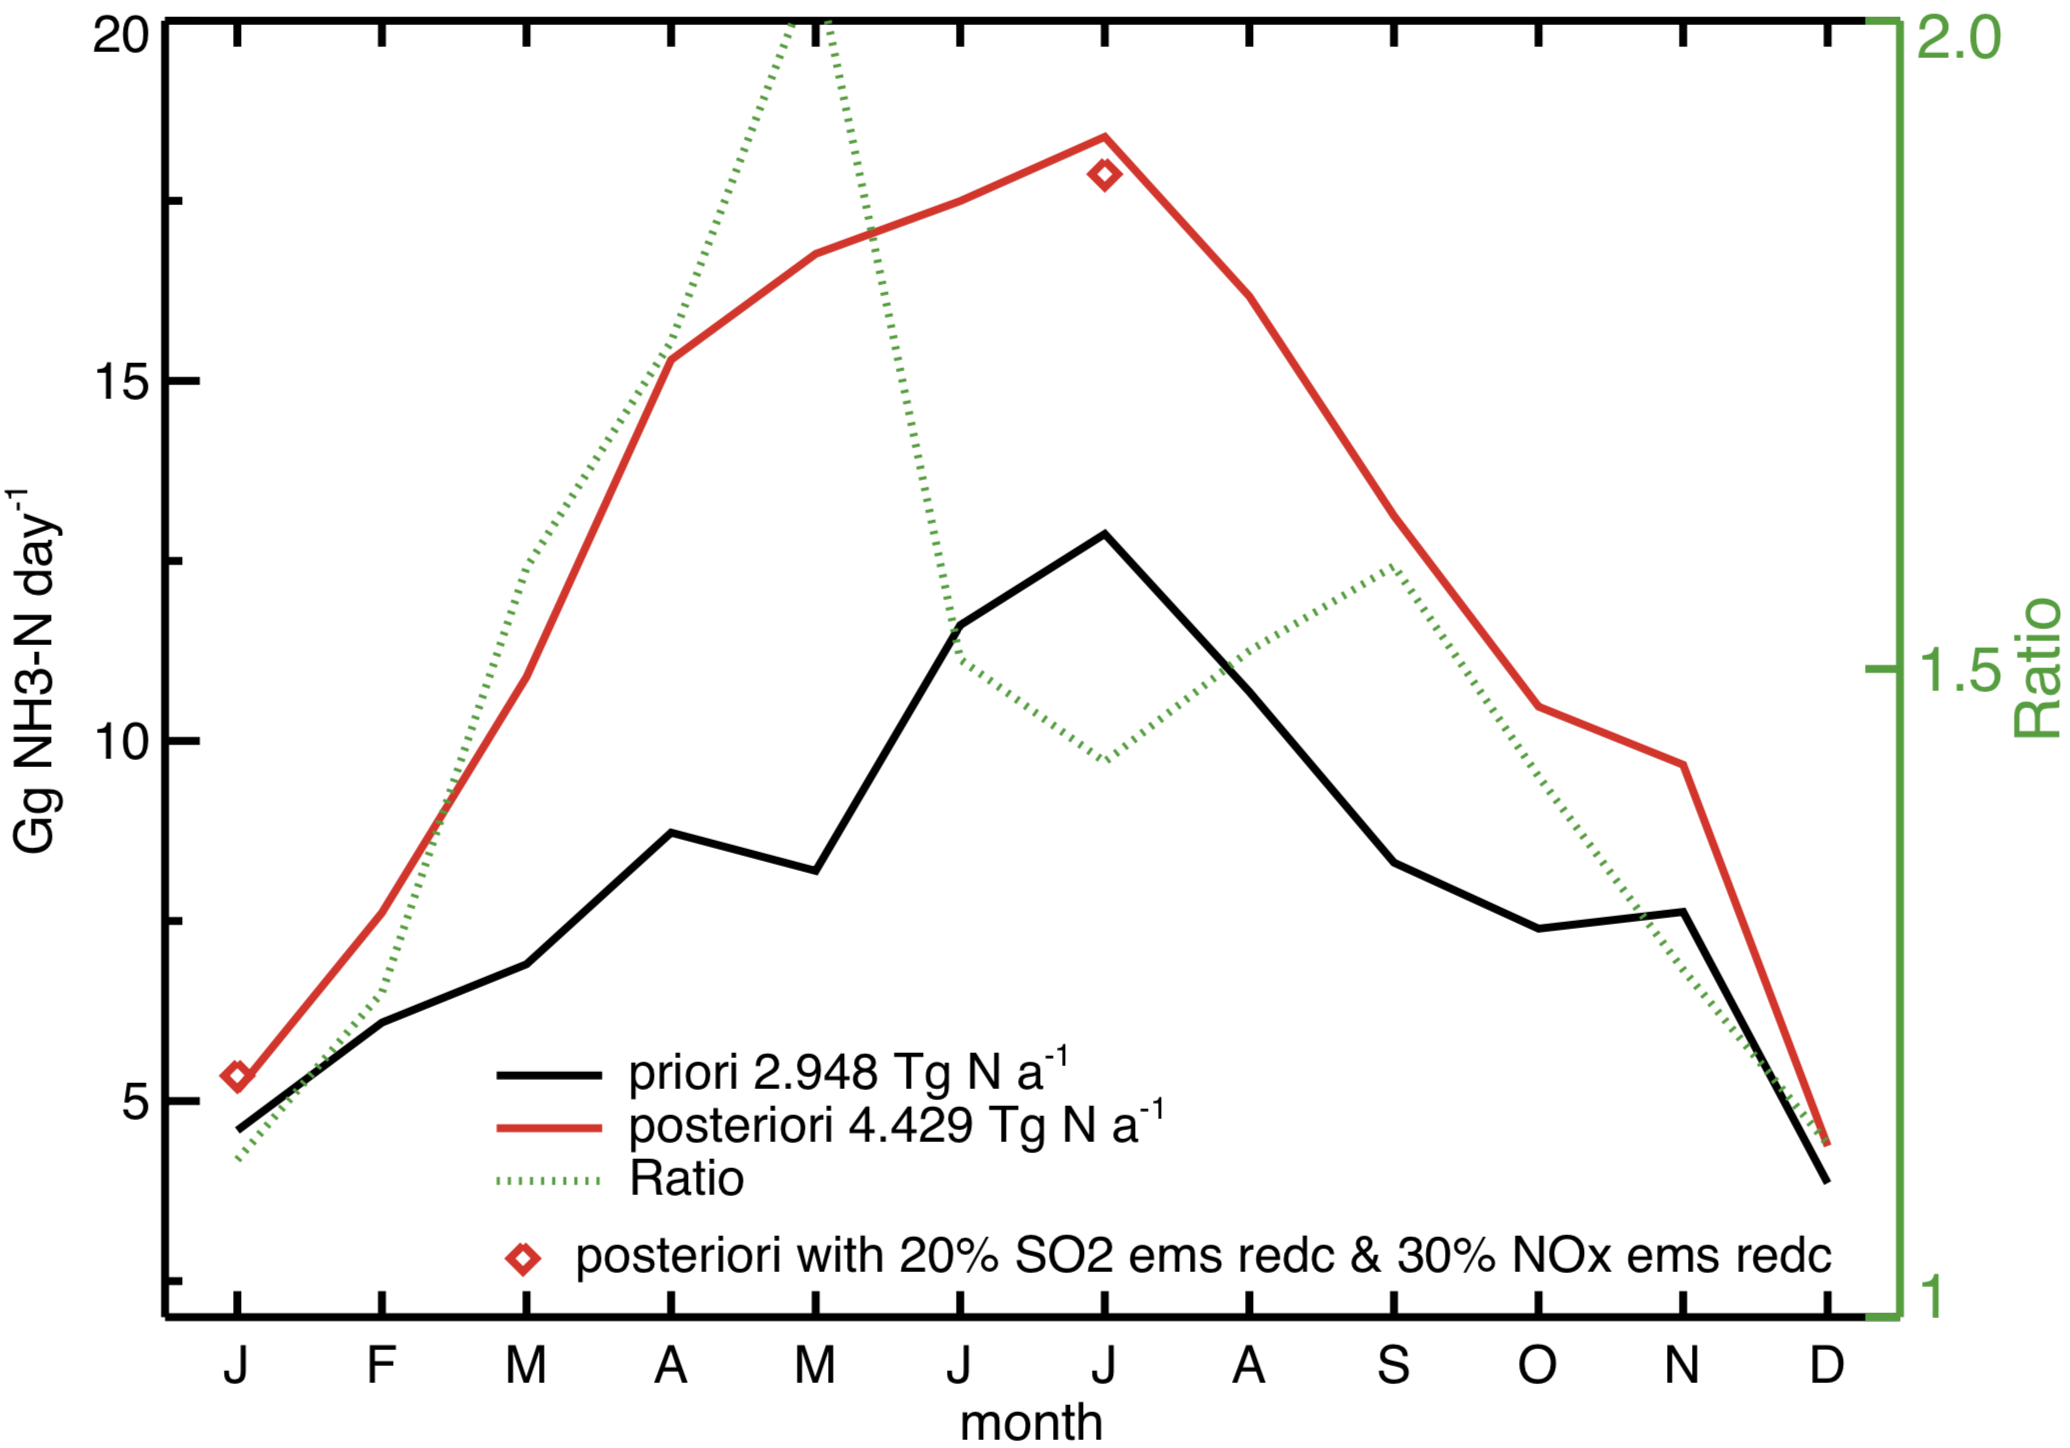 20
15
10
5
Gg NH3-N day-1
2.0
1.5
1
Ratio
priori 2.948 Tg N a-1
posteriori 4.429 Tg N a-1
Ratio
posteriori with 20% SO2 ems redc & 30% NOx ems redc
J F M A M J J A S O N D
month